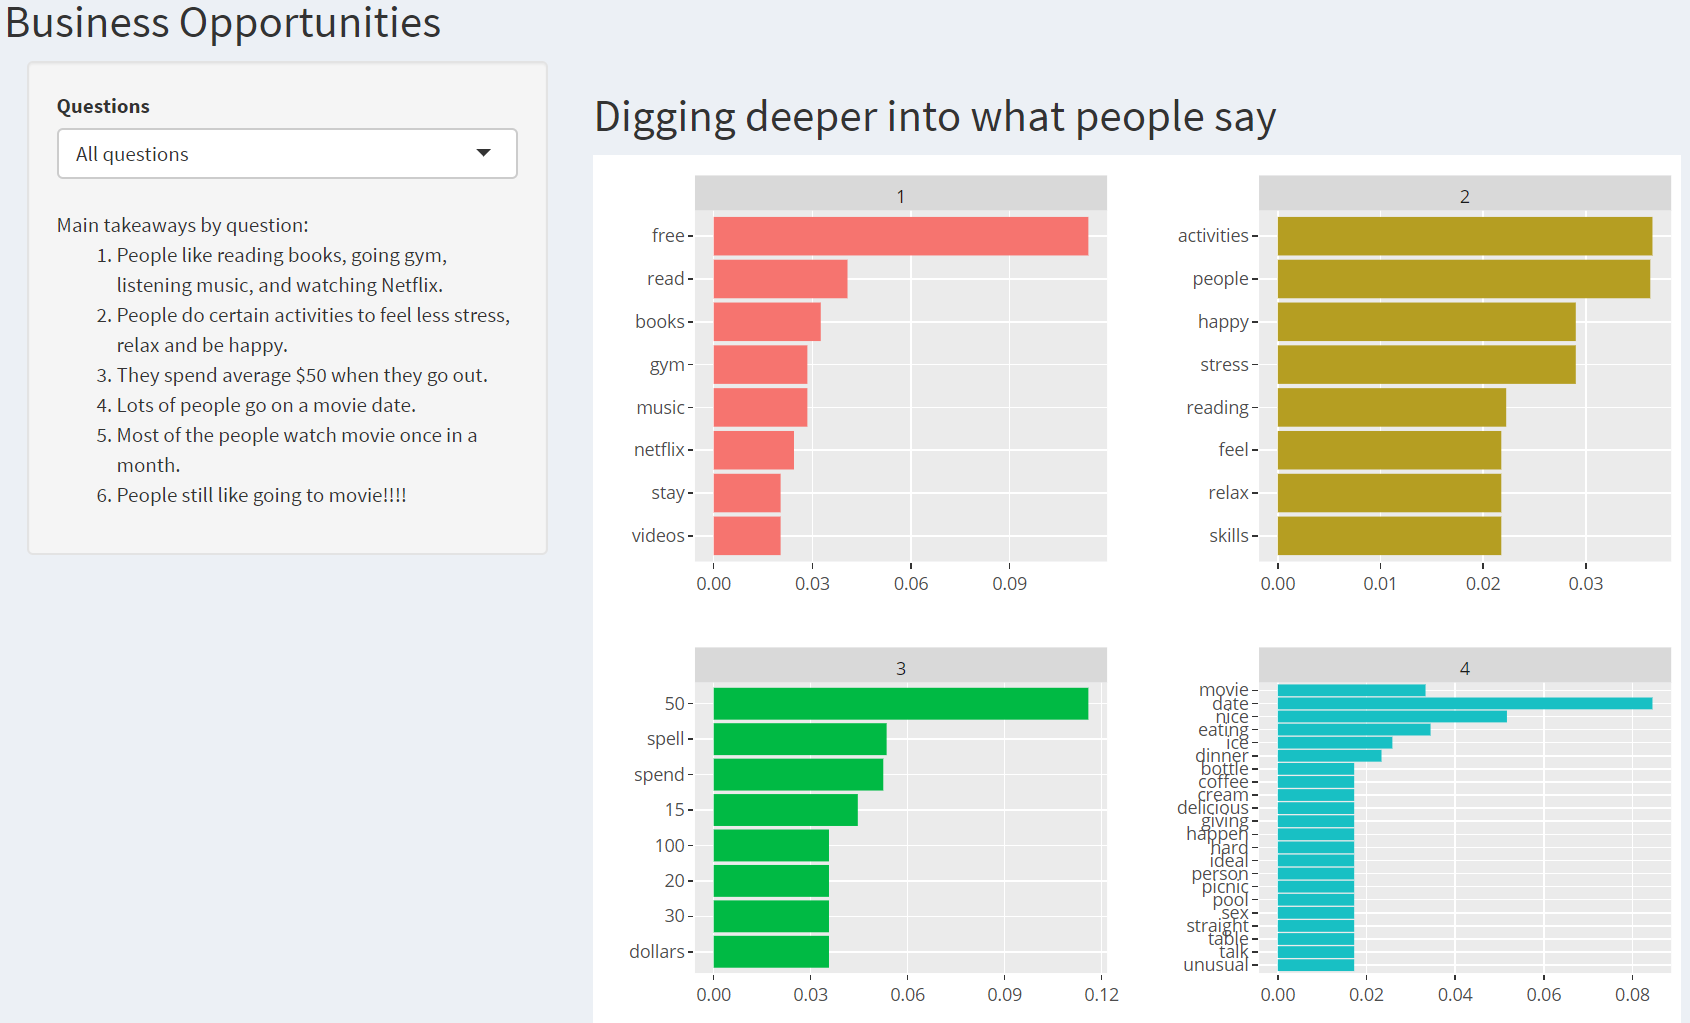 Business Opportunities
Questions
All questions
Main takeaways by question:
1. People like reading books, going gym,
listening music, and watching Netflix.
2. People do certain activities to feel less stress,
relax and be happy.
3. They spend average $50 when they go out.
4. Lots of people go on a movie date.
5. Most of the people watch movie once in a
month.
6. People still like going to movie!!!!
Digging deeper into what people say
1
free
read
books
gym
music
netflix
stay
videos
0.00 0.03 0.06 0.09
2
activities
people
happy
stress
reading
feel
relax
skills
0.00 0.01 0.02 0.03
3
50
spell
spend
15
100
20
30
dollars
0.00 0.03 0.06 0.09 0.12
4
movie
date
nice
eating
ice
dinner
bottle
coffee
cream
delicious
giving
happen
hard
ideal
person
picnic
pool
sex
straight
table
talk
unusual
0.00 0.02 0.04 0.06 0.08